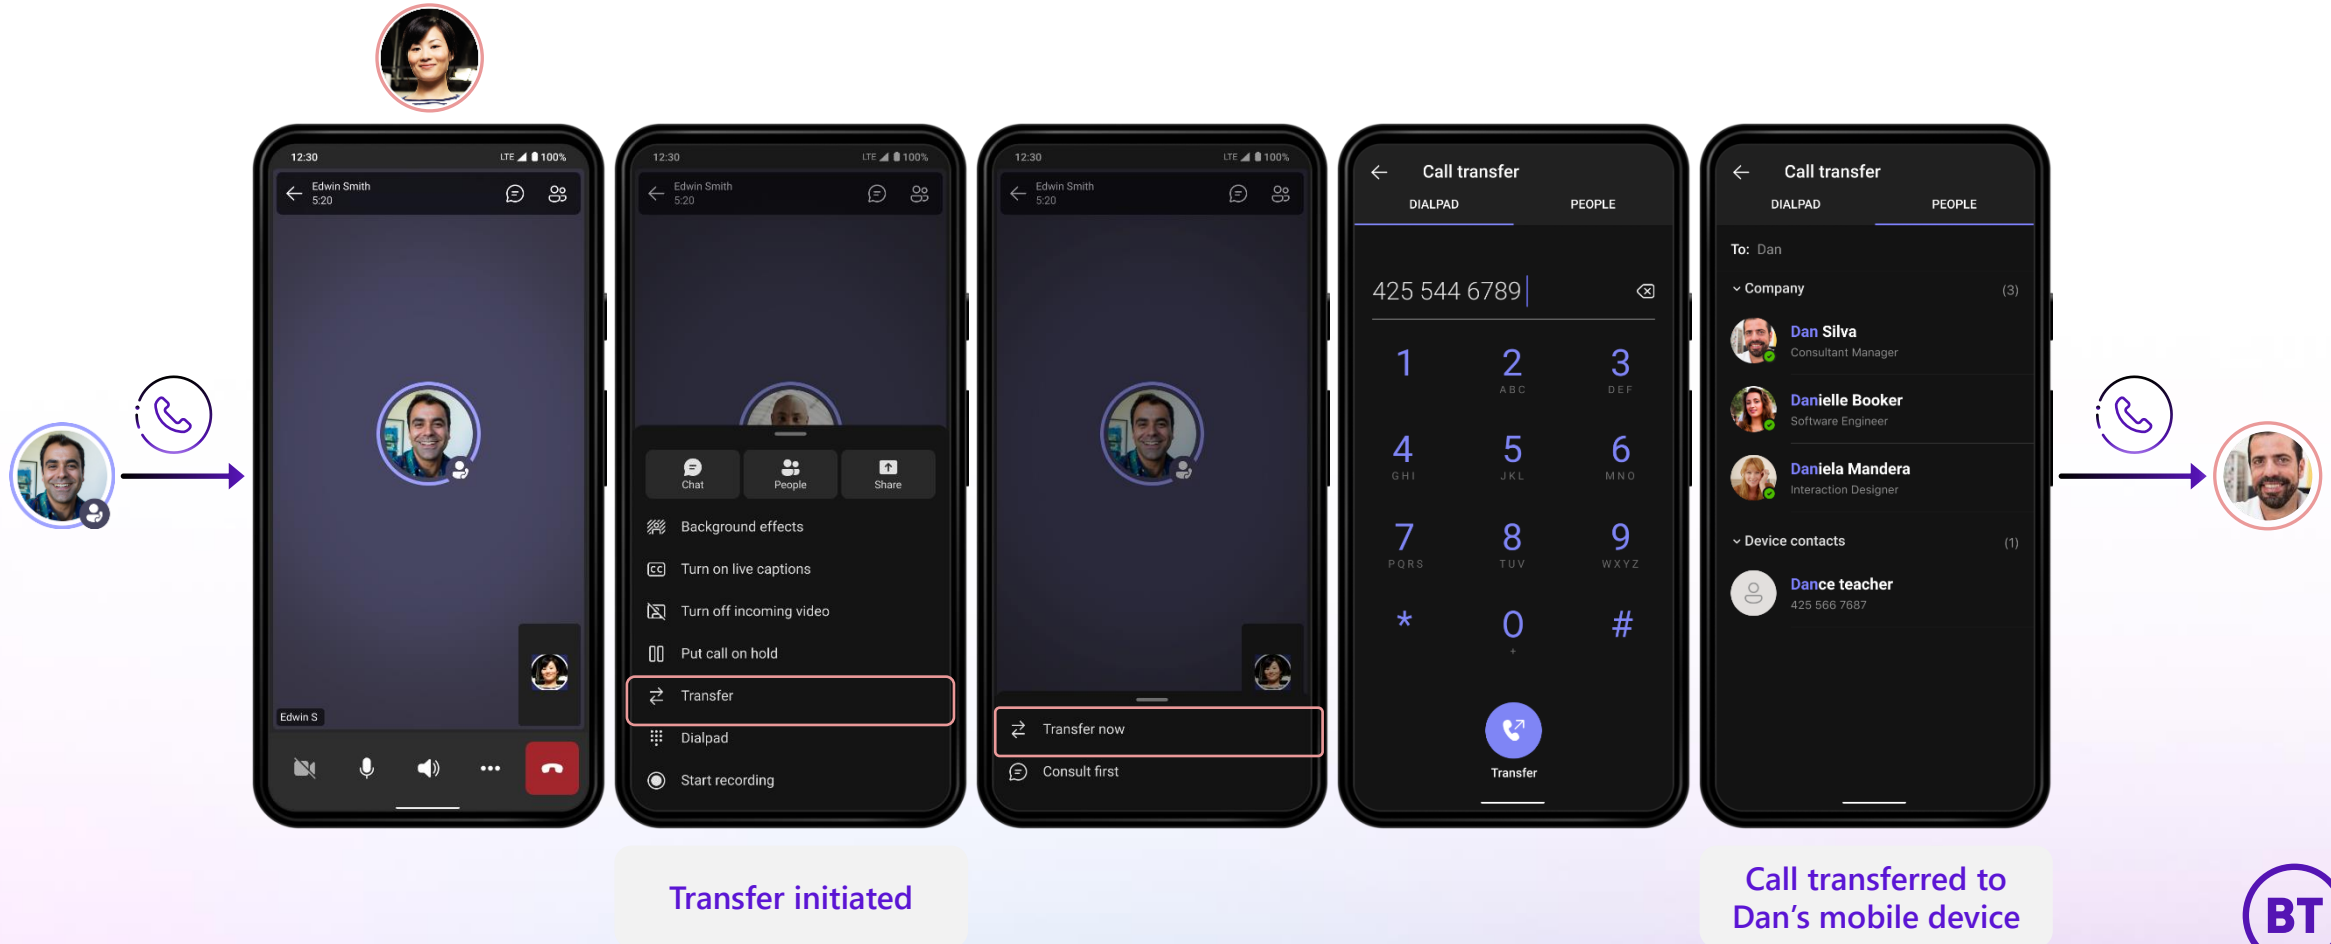 12:30
LTE 100%
Edwin Smith
5:20
Edwin S
12:30
LTE 100%
Edwin Smith
5:20
Chat
People
Share
Background effects
Turn on live captions
Turn off incoming video
Put call on hold
Transfer
Dialpad
Start recording
12:30
LTE 100%
Edwin Smith
5:20
Transfer now
Consult first
Call transfer
DIALPAD PEOPLE
425 544 6789
1 2 3
ABC DEF
4 5 6
GHI JKL MNO
7 8 9
PQRS TUV WXYZ
* 0 #
+
Transfer
Call transfer
DIALPAD PEOPLE
To: Dan
Company (3)
Dan Silva
Consultant Manager
Danielle Booker
Software Engineer
Daniela Mandera
Interaction Designer
Device contacts (1)
Dance teacher
425 566 7687
Transfer initiated
Call transferred to
Dan's mobile device
BT